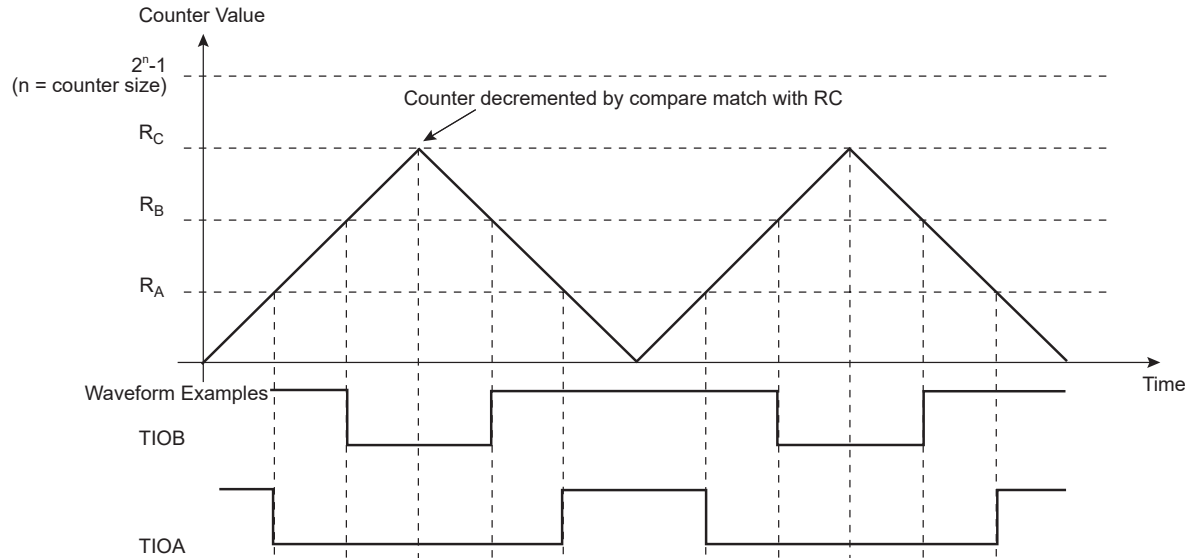 Counter Value
2ⁿ-1
(n = counter size)
Counter decremented by compare match with RC
R_C
R_B
R_A
Time
Waveform Examples
TIOB
TIOA